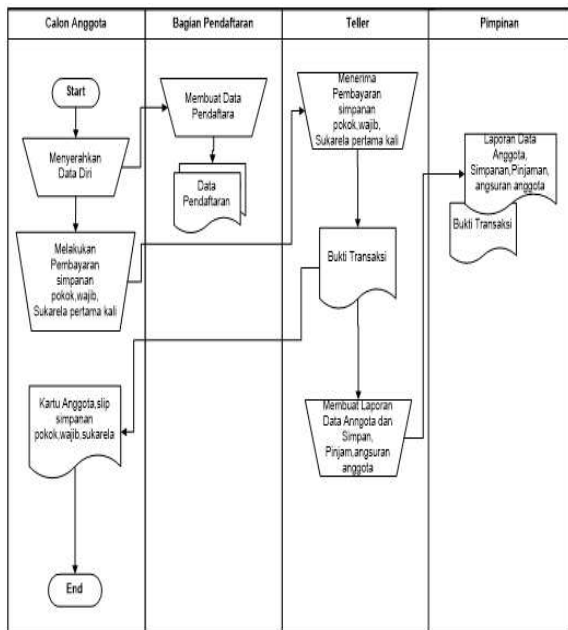 Calon Anggota
Bagian Pendaftaran
Teller
Pimpinan
Start
Menyerahkan
Data Diri
Melakukan
Pembayaran
simpanan
pokok,wajib,
Sukarela pertama kali
Kartu Anggota,slip
simpanan
pokok,wajib,sukarela
End
Membuat Data
Pendaftara
Data
Pendaftaran
Menerima
Pembayaran
simpanan
pokok,wajib,
Sukarela pertama kali
Bukti Transaksi
Membuat Laporan
Data Anngota dan
Simpan,
Pinjam,angsuran
anggota
Laporan Data
Anggota,
Simpanan,Pinjaman,
angsuran anggota
Bukti Transaksi